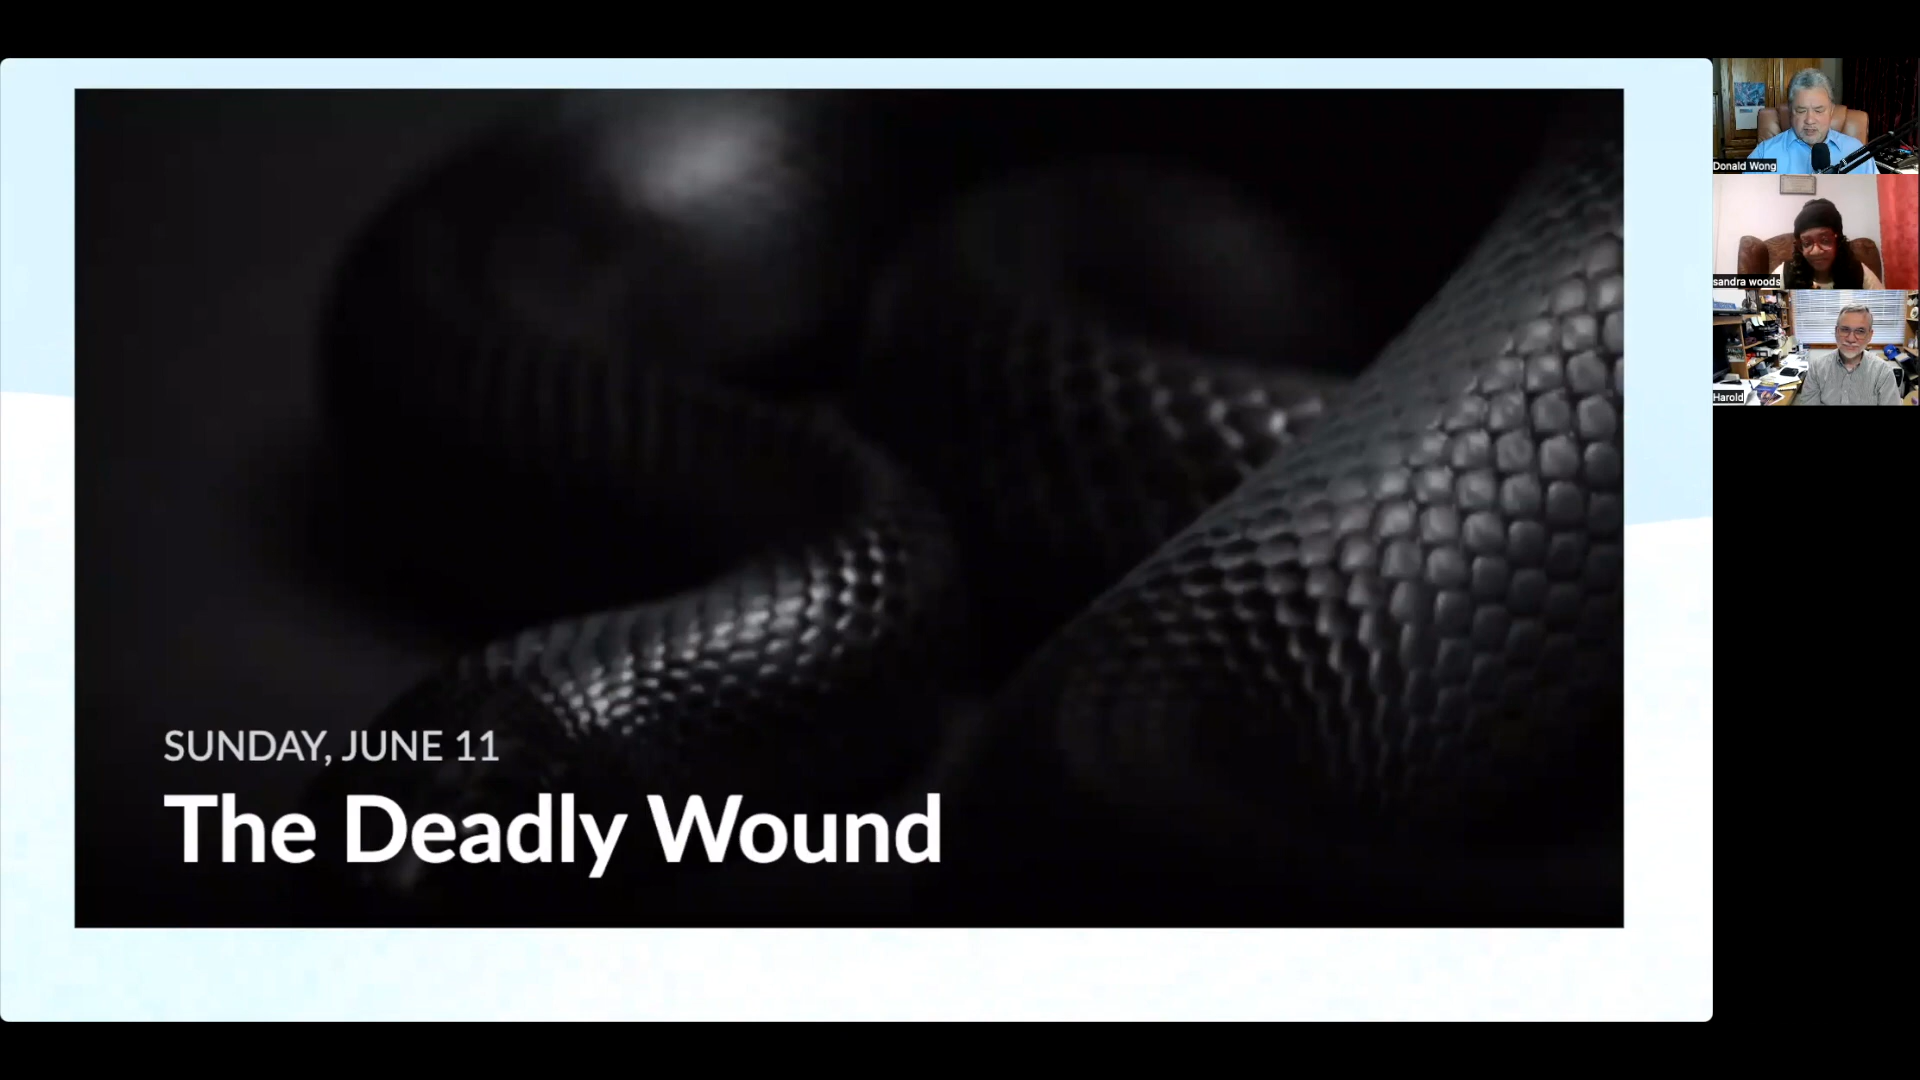 SUNDAY, JUNE 11
The Deadly Wound
Donald Wong
sandra woods
Harold